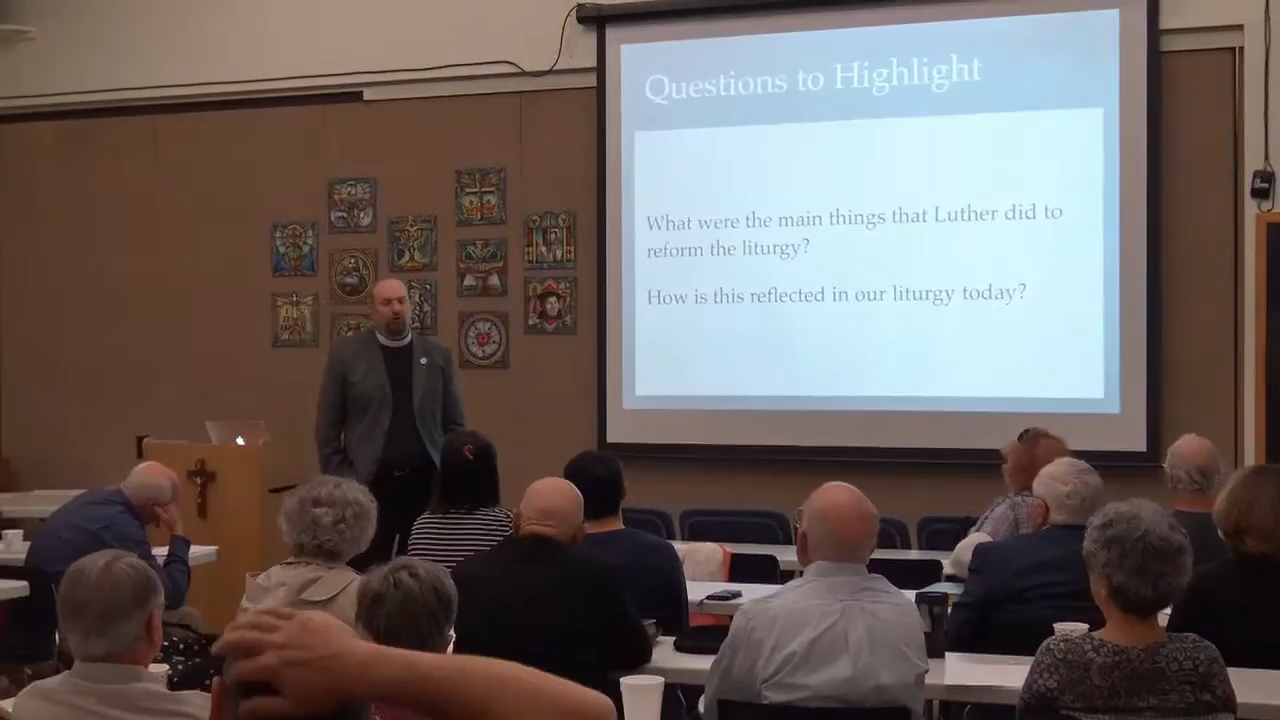 Questions to Highlight
What were the main things that Luther did to
reform the liturgy?
How is this reflected in our liturgy today?